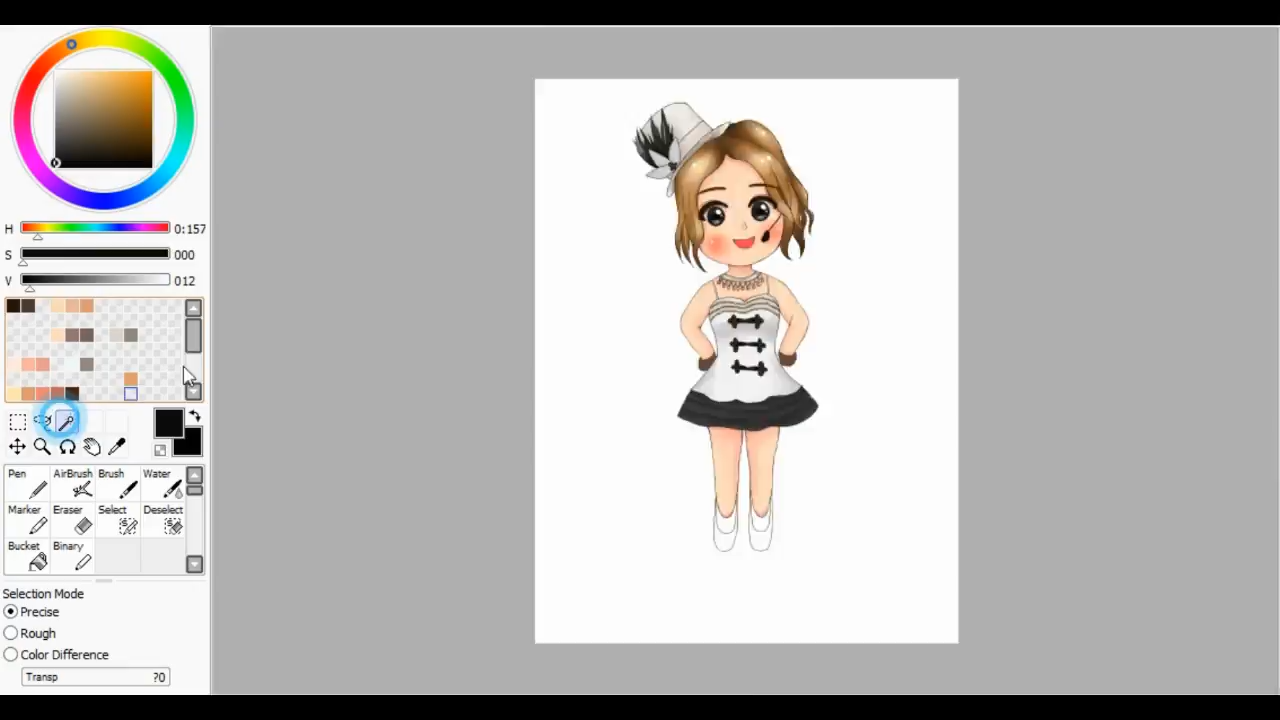 H 0:157
S 000
V 012
Pen AirBrush Brush Water
Marker Eraser Select Deselect
Bucket Binary
Selection Mode
Precise
Rough
Color Difference
Transp ?0